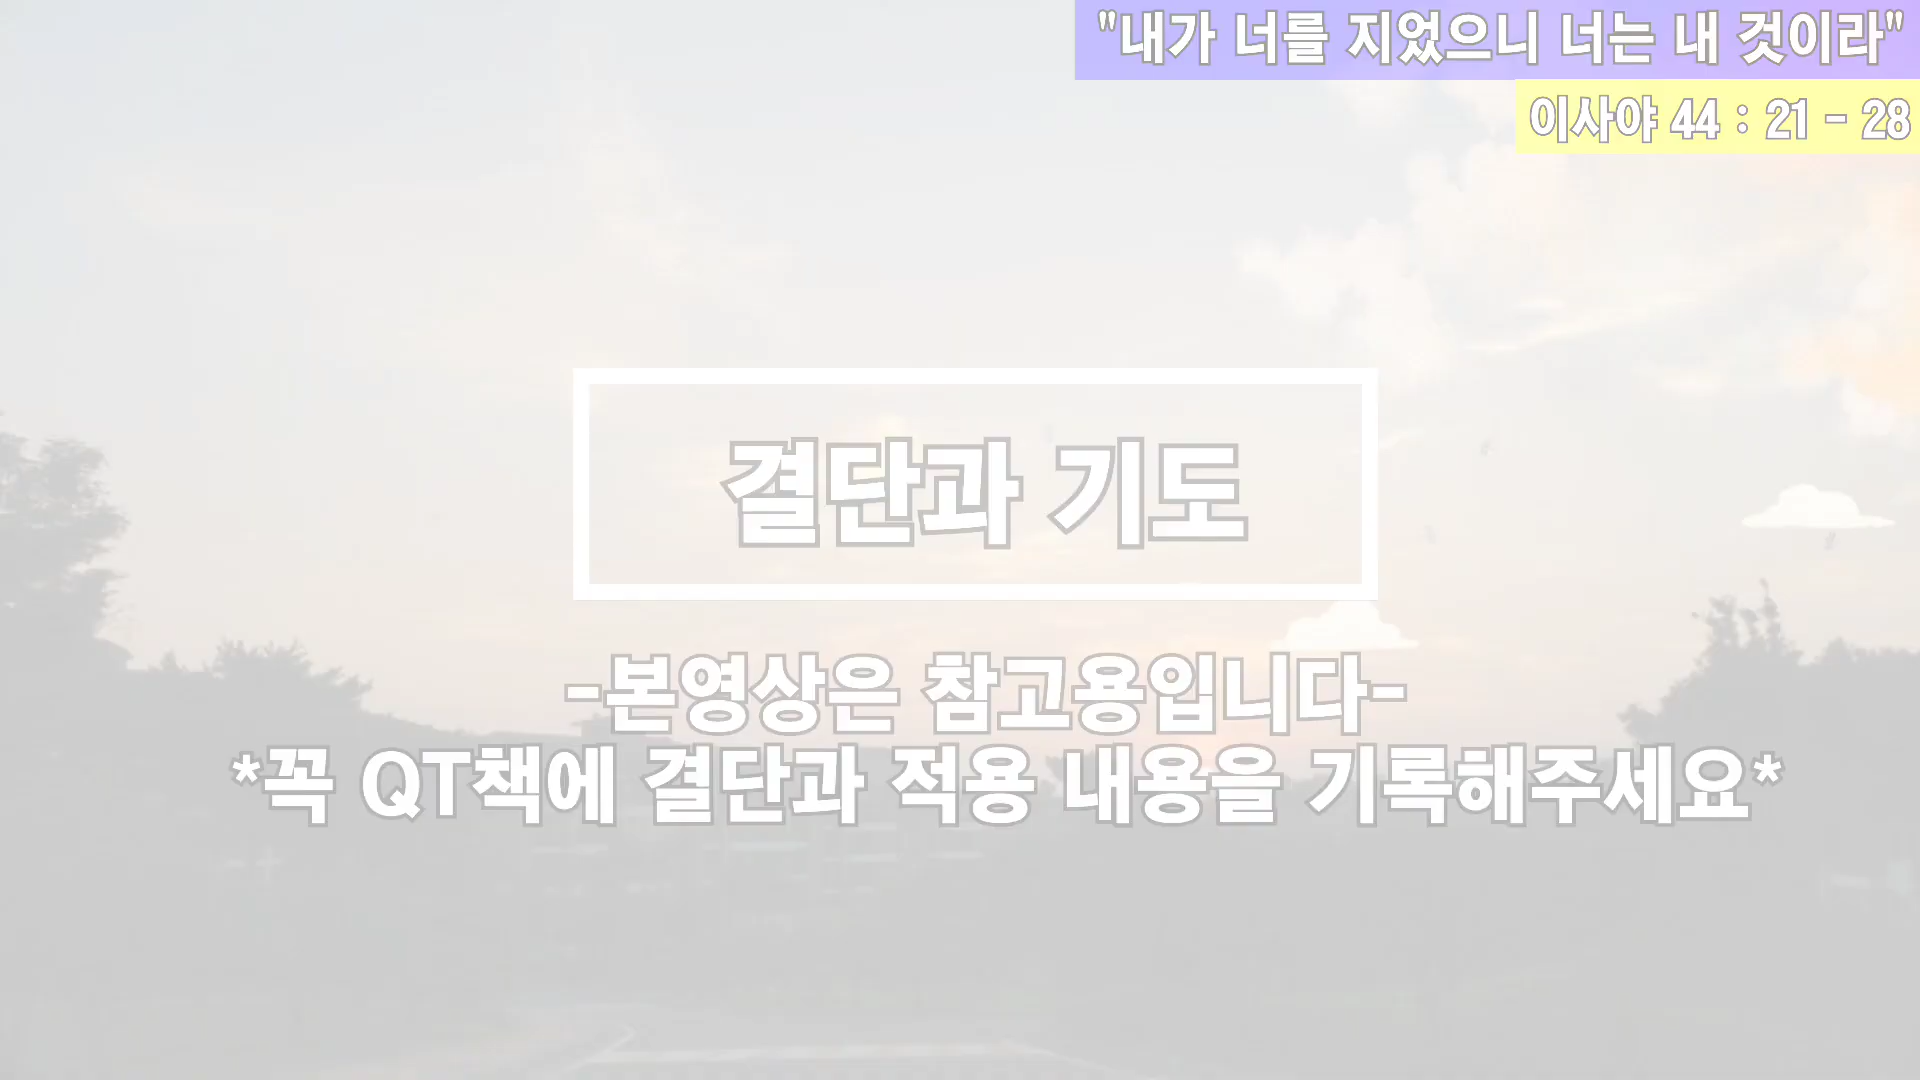 "내가 너를 지었으니 너는 내 것이라"
이사야 44 : 21 - 28
결단과 기도
-본영상은 참고용입니다-
*꼭 QT책에 결단과 적용 내용을 기록해주세요*